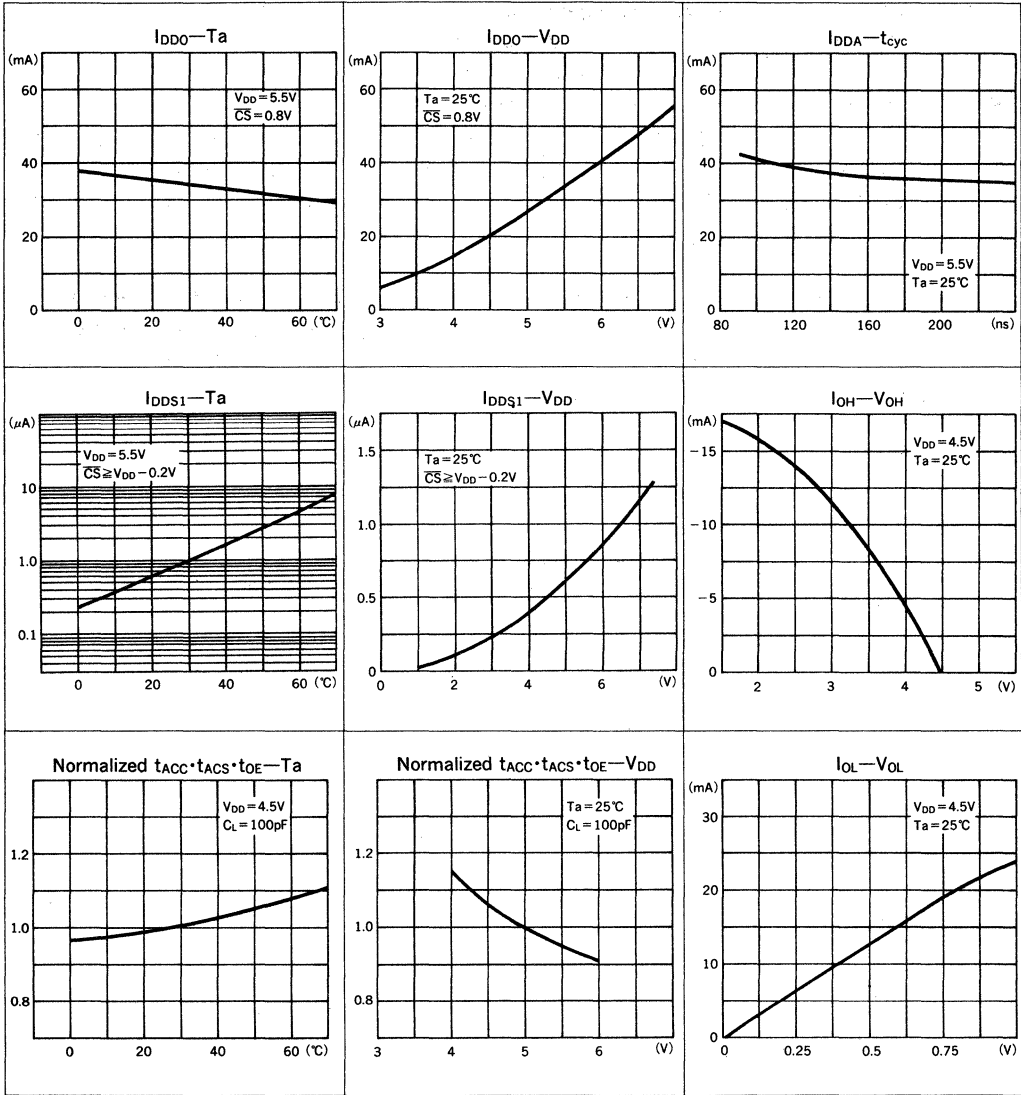 IDDO—Ta
(mA)
60
40
20
0
VDD=5.5V
CS=0.8V
0 20 40 60 (℃)
IDDO—VDD
(mA)
60
40
20
0
Ta=25℃
CS=0.8V
3 4 5 6 (V)
IDDA—tcyc
(mA)
60
40
20
0
VDD=5.5V
Ta=25℃
80 120 160 200 (ns)
IDDS1—Ta
(μA)
10
1.0
0.1
VDD=5.5V
CS≧VDD−0.2V
0 20 40 60 (℃)
IDDS1—VDD
(μA)
1.5
1.0
0.5
0
Ta=25℃
CS≧VDD−0.2V
0 2 4 6 (V)
IOH—VOH
(mA)
−15
−10
−5
0
VDD=4.5V
Ta=25℃
2 3 4 5 (V)
Normalized tACC•tACS•tOE—Ta
VDD=4.5V
CL=100pF
1.2
1.0
0.8
0 20 40 60 (℃)
Normalized tACC•tACS•tOE—VDD
Ta=25℃
CL=100pF
1.2
1.0
0.8
3 4 5 6 (V)
IOL—VOL
(mA)
30
20
10
0
VDD=4.5V
Ta=25℃
0 0.25 0.5 0.75 (V)